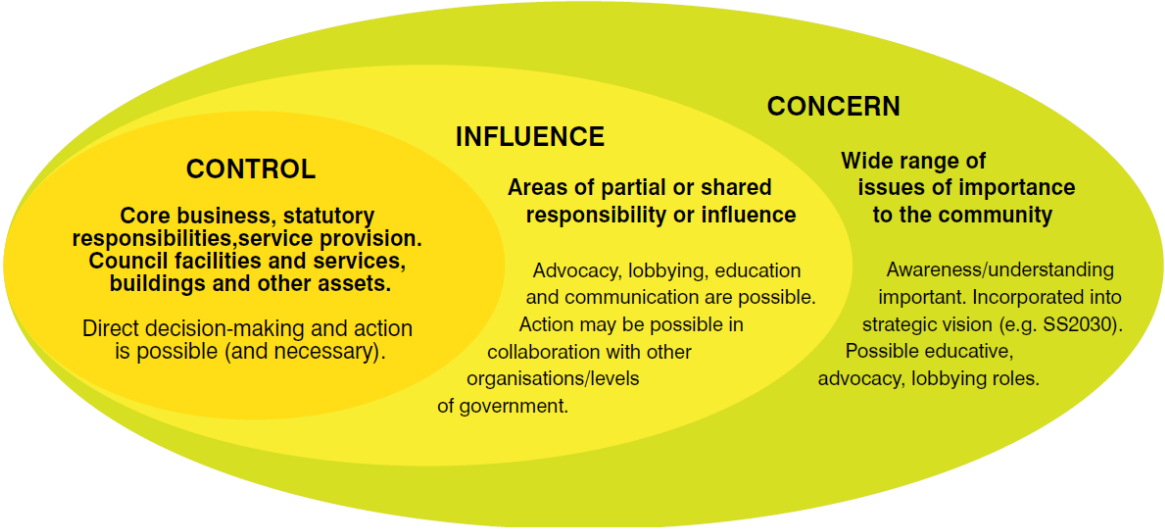 CONTROL
Core business, statutory
responsibilities,service provision.
Council facilities and services,
buildings and other assets.
Direct decision-making and action
is possible (and necessary).
INFLUENCE
Areas of partial or shared
responsibility or influence
Advocacy, lobbying, education
and communication are possible.
Action may be possible in
collaboration with other
organisations/levels
of government.
CONCERN
Wide range of
issues of importance
to the community
Awareness/understanding
important. Incorporated into
strategic vision (e.g. SS2030).
Possible educative,
advocacy, lobbying roles.